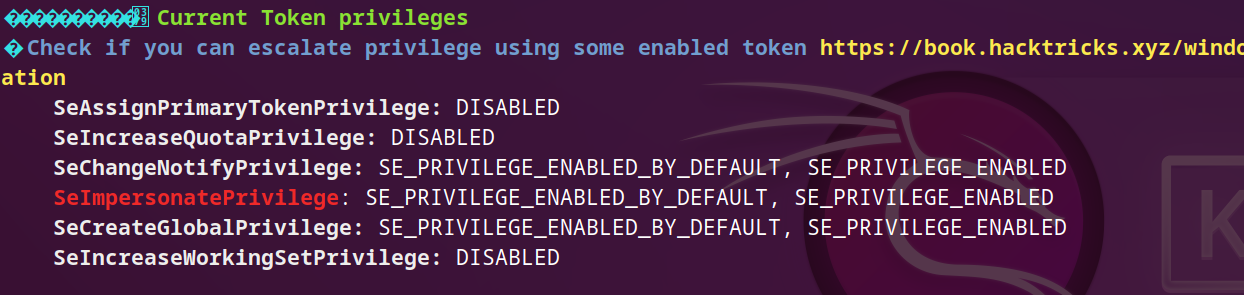 Current Token privileges
Check if you can escalate privilege using some enabled token https://book.hacktricks.xyz/windo
ation
SeAssignPrimaryTokenPrivilege: DISABLED
SeIncreaseQuotaPrivilege: DISABLED
SeChangeNotifyPrivilege: SE_PRIVILEGE_ENABLED_BY_DEFAULT, SE_PRIVILEGE_ENABLED
SeImpersonatePrivilege: SE_PRIVILEGE_ENABLED_BY_DEFAULT, SE_PRIVILEGE_ENABLED
SeCreateGlobalPrivilege: SE_PRIVILEGE_ENABLED_BY_DEFAULT, SE_PRIVILEGE_ENABLED
SeIncreaseWorkingSetPrivilege: DISABLED
K